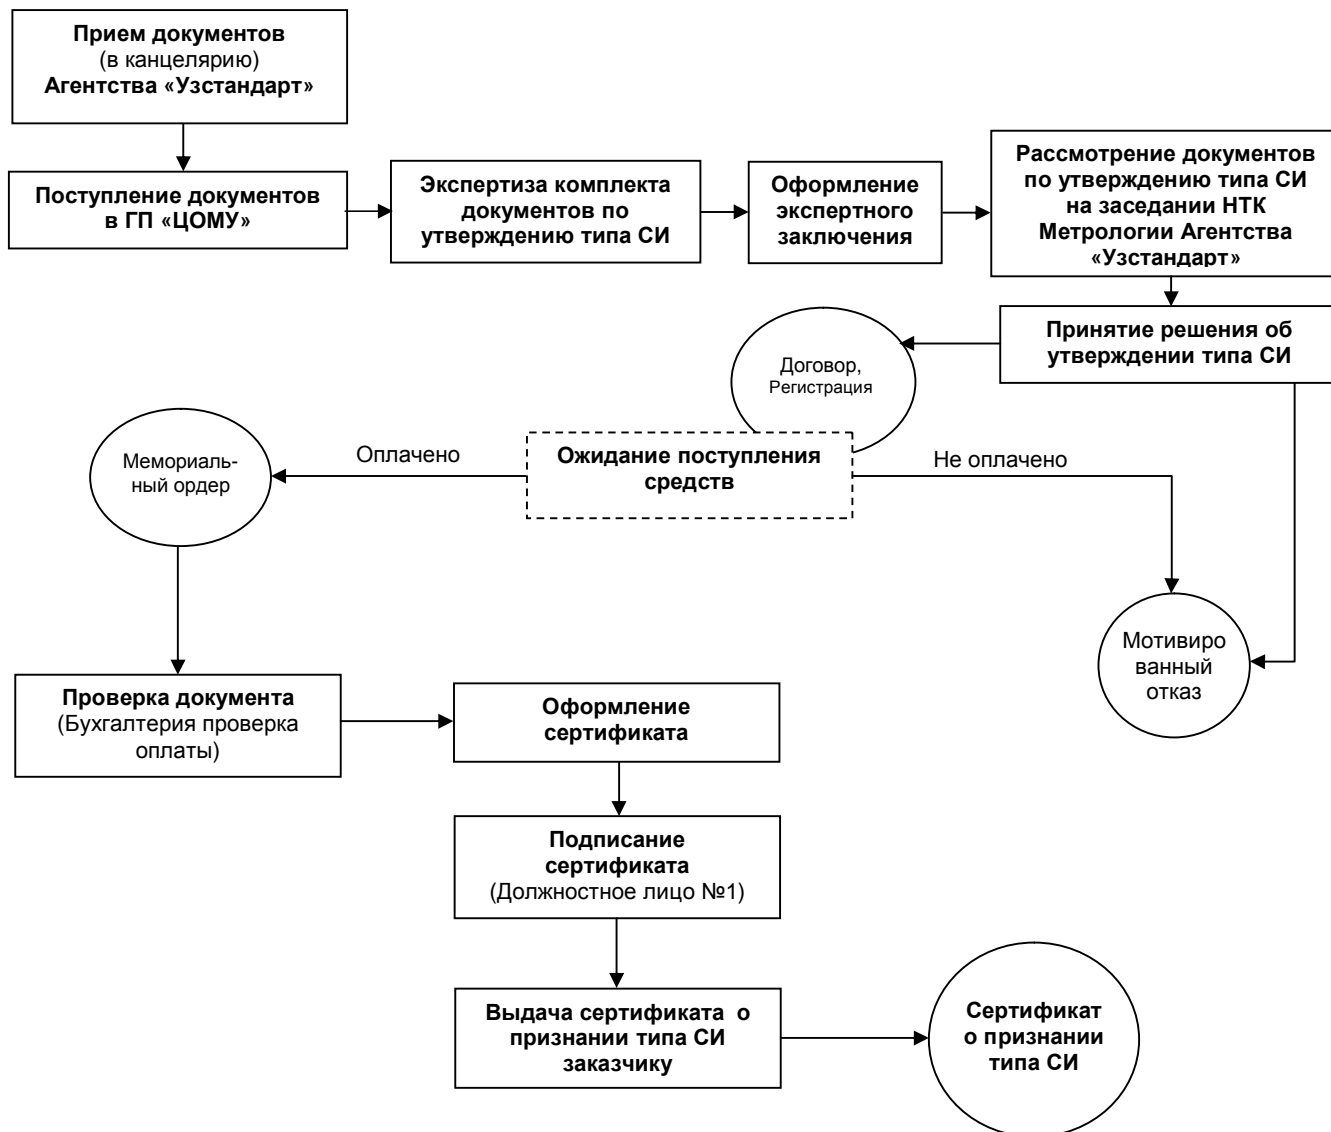 Прием документов
(в канцелярию)
Агентства «Узстандарт»
Поступление документов
в ГП «ЦОМУ»
Экспертиза комплекта
документов по
утверждению типа СИ
Оформление
экспертного
заключения
Рассмотрение документов
по утверждению типа СИ
на заседании НТК
Метрологии Агентства
«Узстандарт»
Принятие решения об
утверждении типа СИ
Договор,
Регистрация
Ожидание поступления
средств
Оплачено
Не оплачено
Мемориаль-
ный ордер
Мотивиро
ванный
отказ
Проверка документа
(Бухгалтерия проверка
оплаты)
Оформление
сертификата
Подписание
сертификата
(Должностное лицо №1)
Выдача сертификата о
признании типа СИ
заказчику
Сертификат
о признании
типа СИ